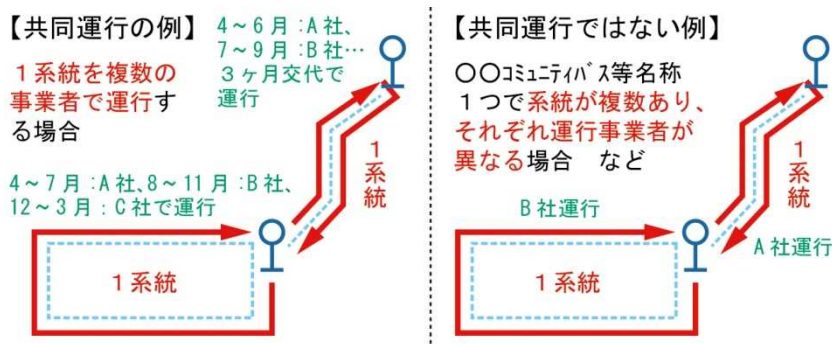 【共同運行の例】
4～6月:A社、
7～9月:B社…
3ヶ月交代で
運行
1系統を複数の
事業者で運行す
る場合
1系統
4～7月:A社、8～11月:B社、
12～3月:C社で運行
1系統
【共同運行ではない例】
〇〇ｺﾐｭﾆﾃｨﾊﾞｽ等名称
1つで系統が複数あり、
それぞれ運行事業者が
異なる場合 など
1系統
B社運行
A社運行
1系統